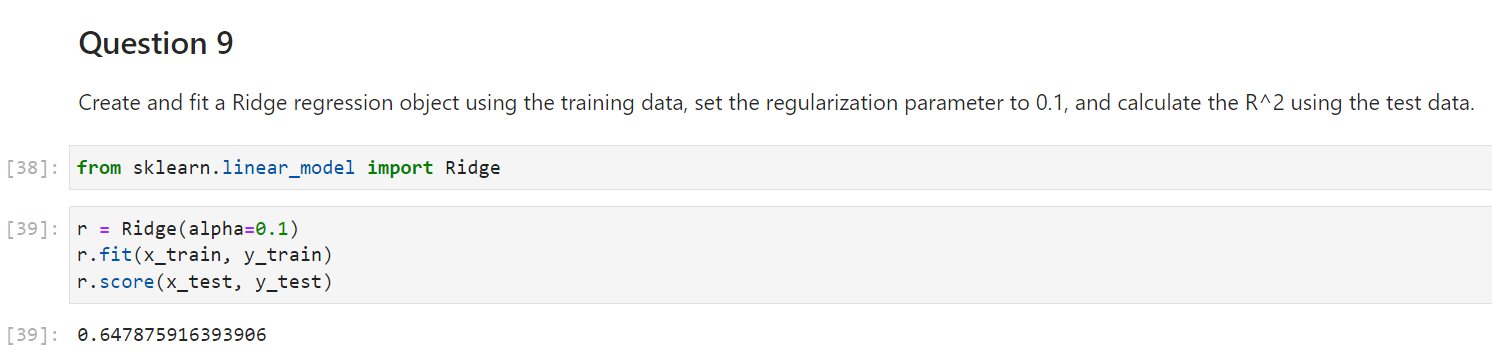 Question 9
Create and fit a Ridge regression object using the training data, set the regularization parameter to 0.1, and calculate the R^2 using the test data.
[38]: from sklearn.linear_model import Ridge
[39]: r = Ridge(alpha=0.1)
r.fit(x_train, y_train)
r.score(x_test, y_test)
[39]: 0.647875916393906